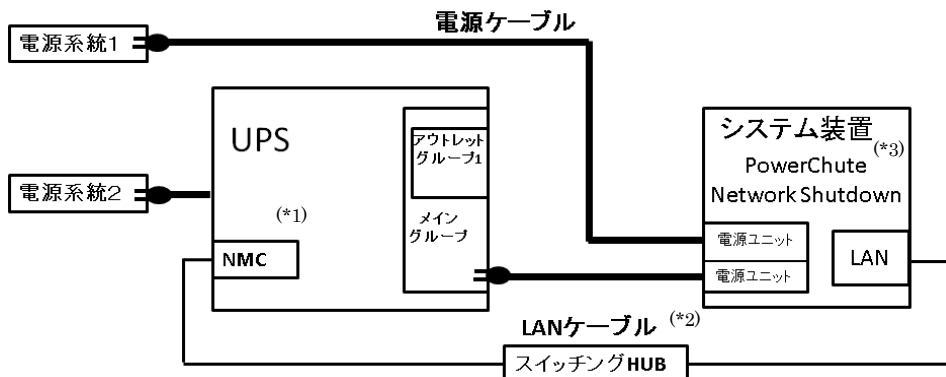 電源ケーブル
電源系統1
UPS
アウトレット
グループ1
システム装置
(*3)
PowerChute
Network Shutdown
電源系統2
(*1)
メイン
グループ
NMC
電源ユニット
電源ユニット
LAN
LANケーブル
(*2)
スイッチングHUB